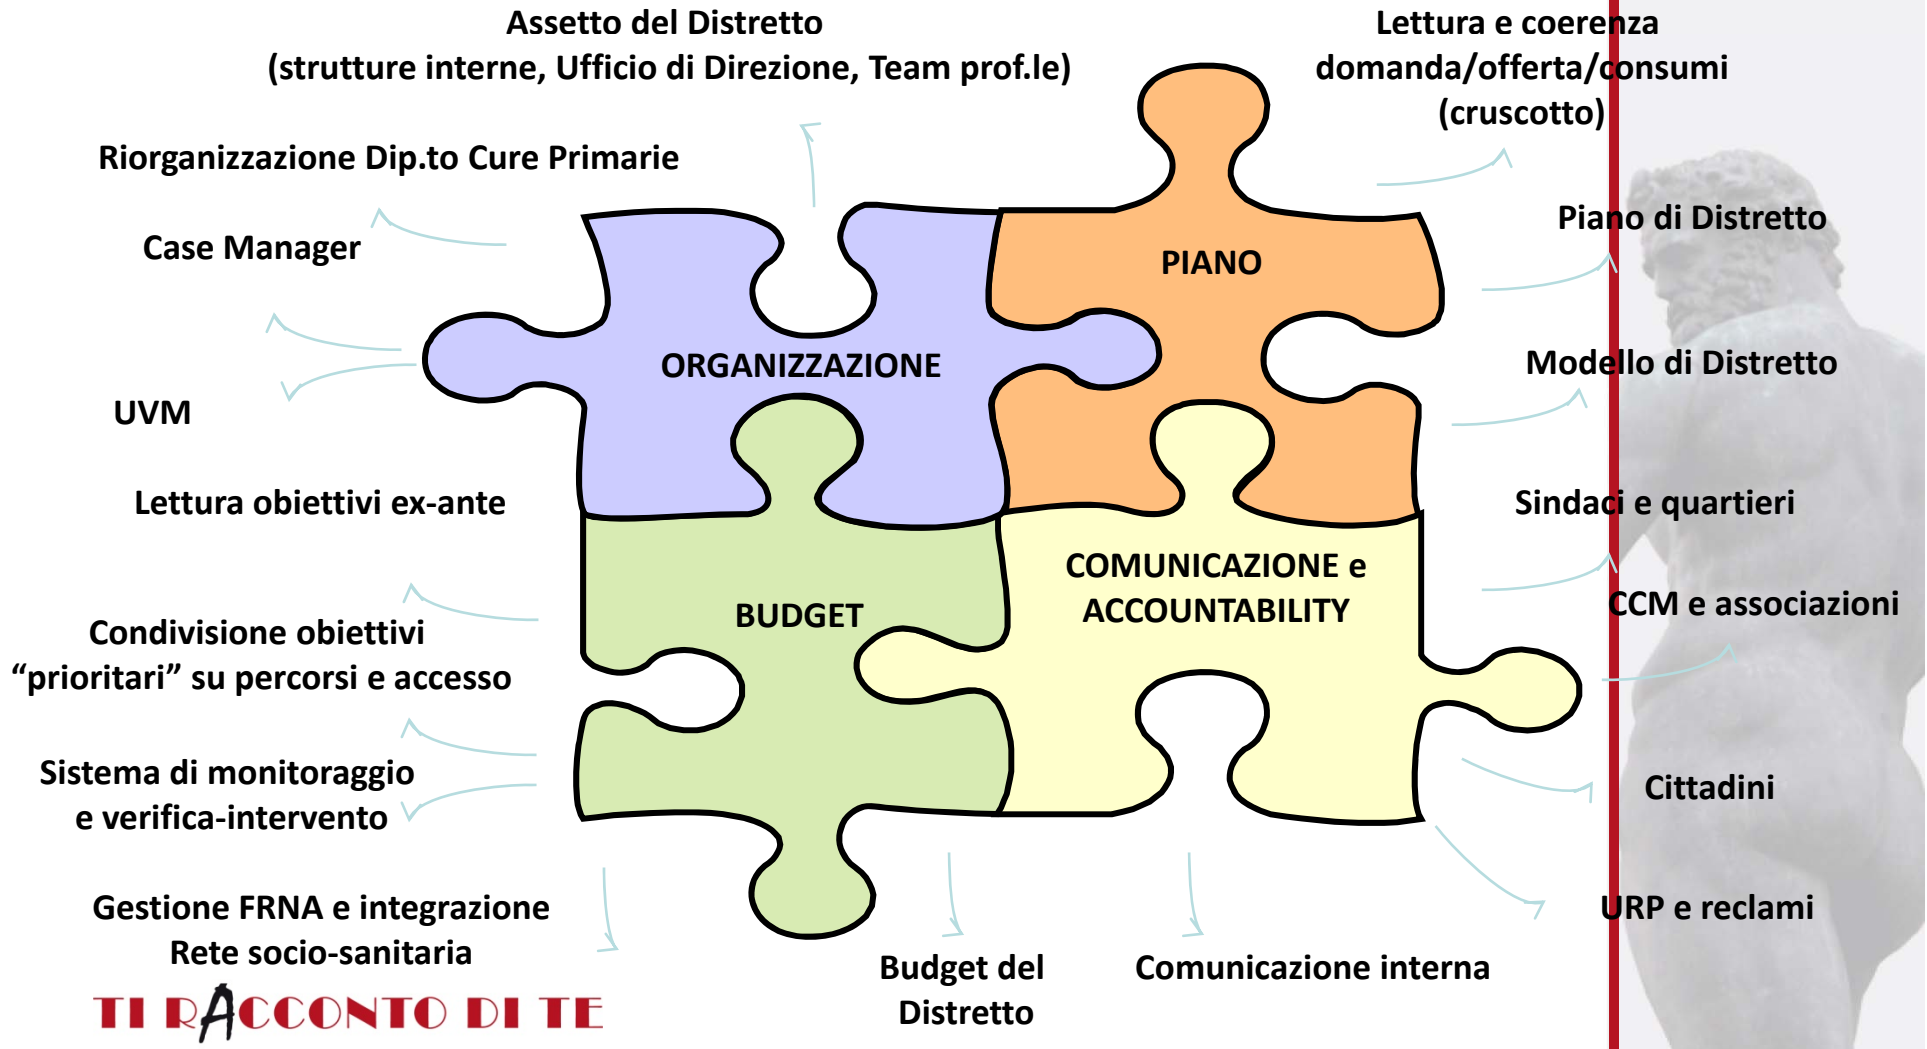 Assetto del Distretto
(strutture interne, Ufficio di Direzione, Team prof.le)
Lettura e coerenza
domanda/offerta/consumi
(cruscotto)
Riorganizzazione Dip.to Cure Primarie
Case Manager
UVM
Piano di Distretto
Modello di Distretto
PIANO
ORGANIZZAZIONE
Lettura obiettivi ex-ante
Sindaci e quartieri
COMUNICAZIONE e
ACCOUNTABILITY
BUDGET
CCM e associazioni
Condivisione obiettivi
“prioritari” su percorsi e accesso
Sistema di monitoraggio
e verifica-intervento
Cittadini
URP e reclami
Gestione FRNA e integrazione
Rete socio-sanitaria
Budget del
Distretto
Comunicazione interna
TI RACCONTO DI TE